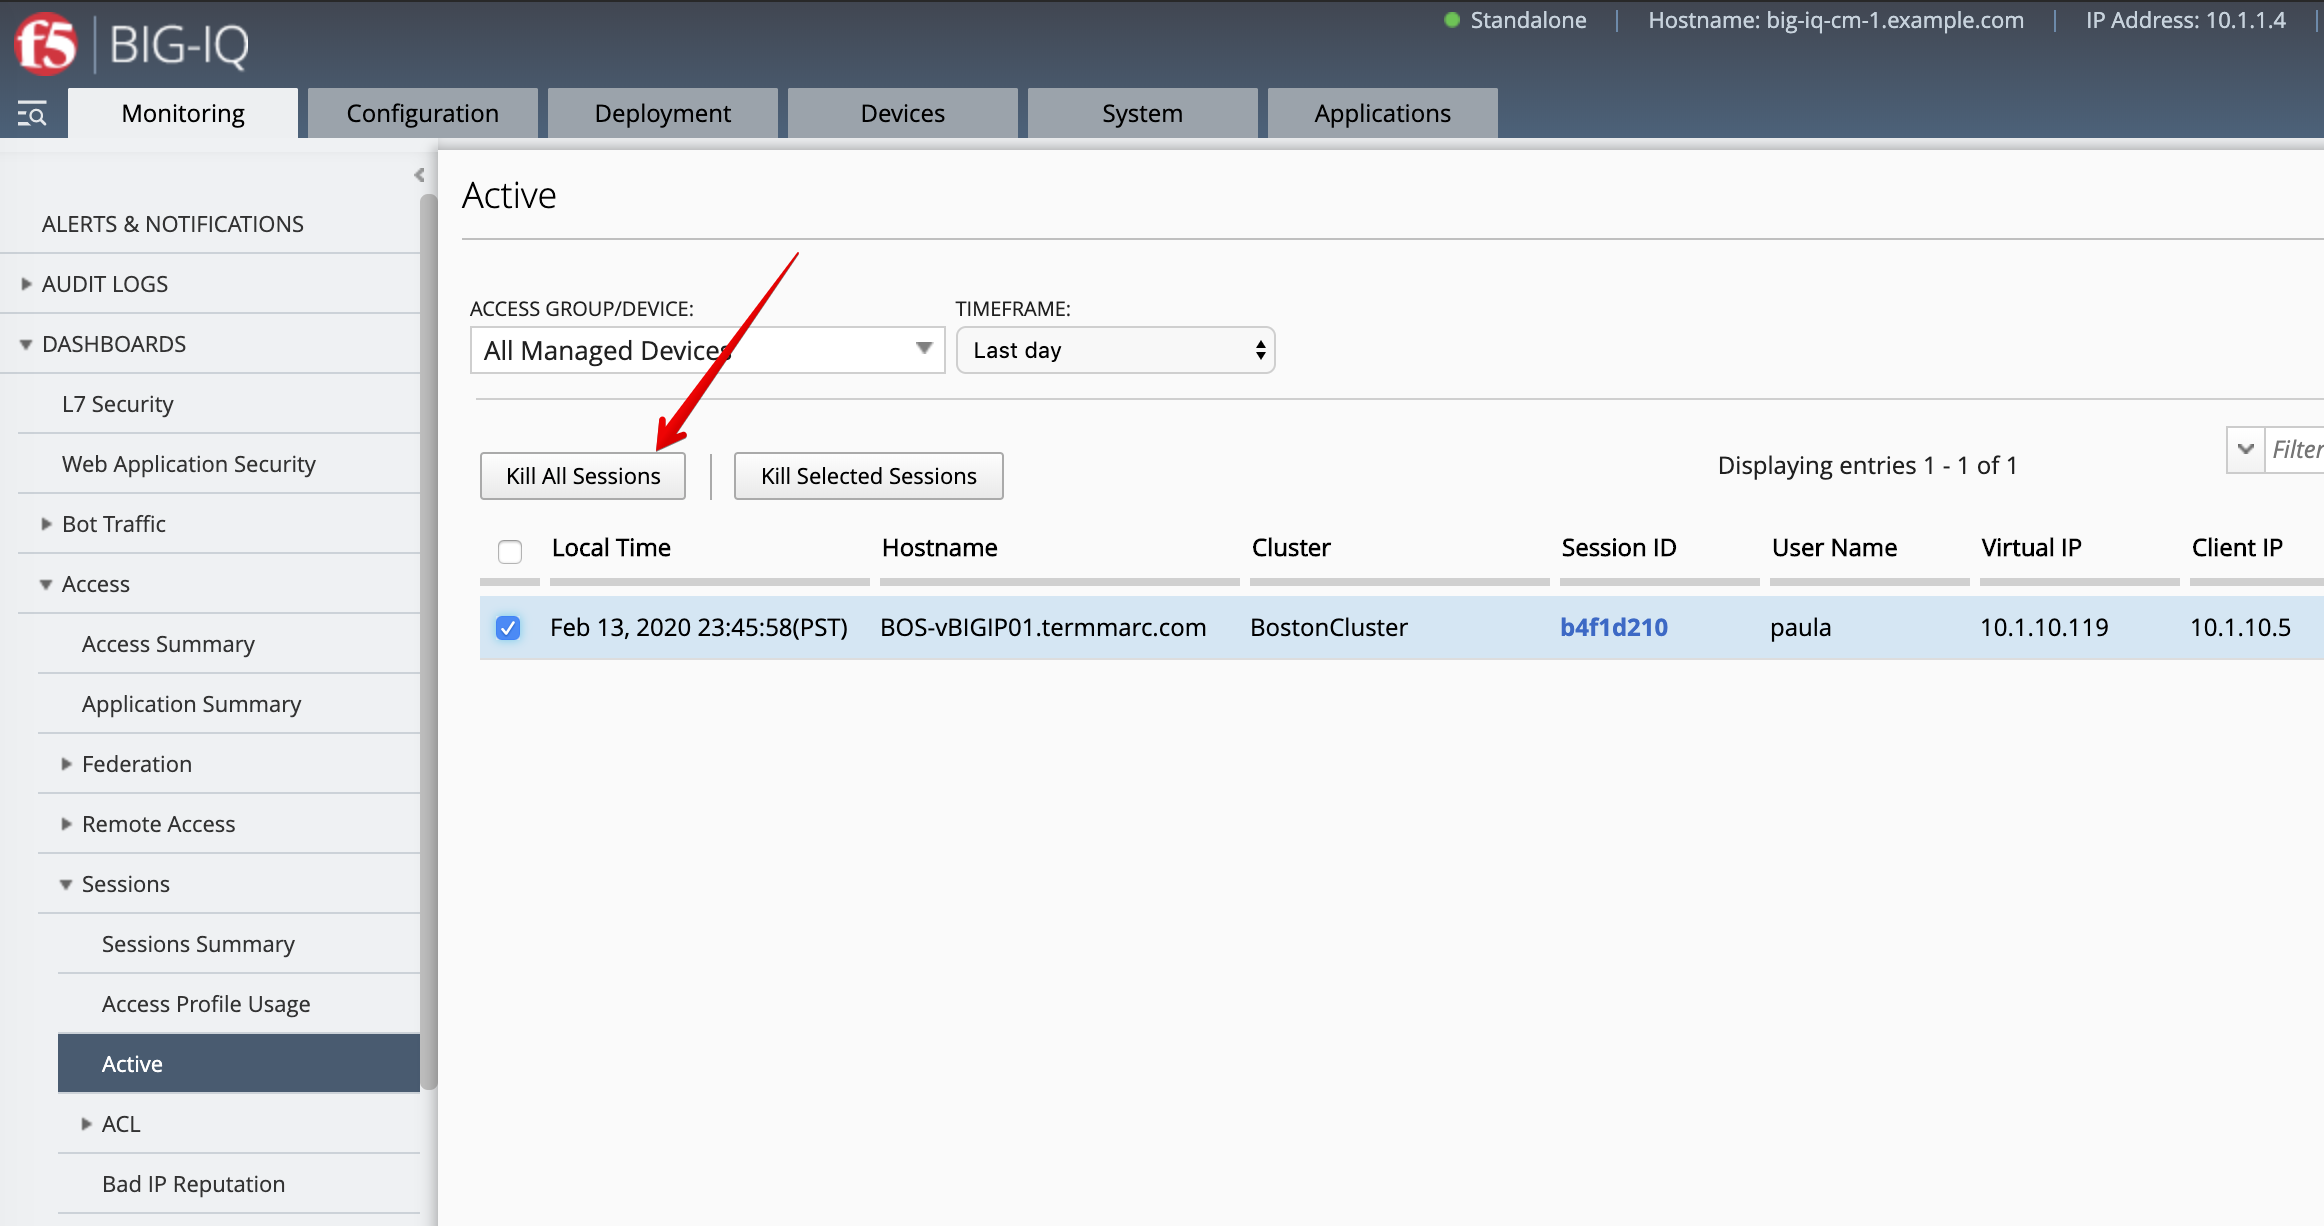 Standalone | Hostname: big-iq-cm-1.example.com | IP Address: 10.1.1.4
f5 BIG-IQ
Monitoring Configuration Deployment Devices System Applications
Active
ALERTS & NOTIFICATIONS
AUDIT LOGS
DASHBOARDS
L7 Security
Web Application Security
Bot Traffic
Access
Access Summary
Application Summary
Federation
Remote Access
Sessions
Sessions Summary
Access Profile Usage
Active
ACL
Bad IP Reputation
ACCESS GROUP/DEVICE: TIMEFRAME:
All Managed Devices Last day
Kill All Sessions Kill Selected Sessions Displaying entries 1 - 1 of 1 Filter
Local Time Hostname Cluster Session ID User Name Virtual IP Client IP
Feb 13, 2020 23:45:58(PST) BOS-vBIGIP01.termmarc.com BostonCluster b4f1d210 paula 10.1.10.119 10.1.10.5